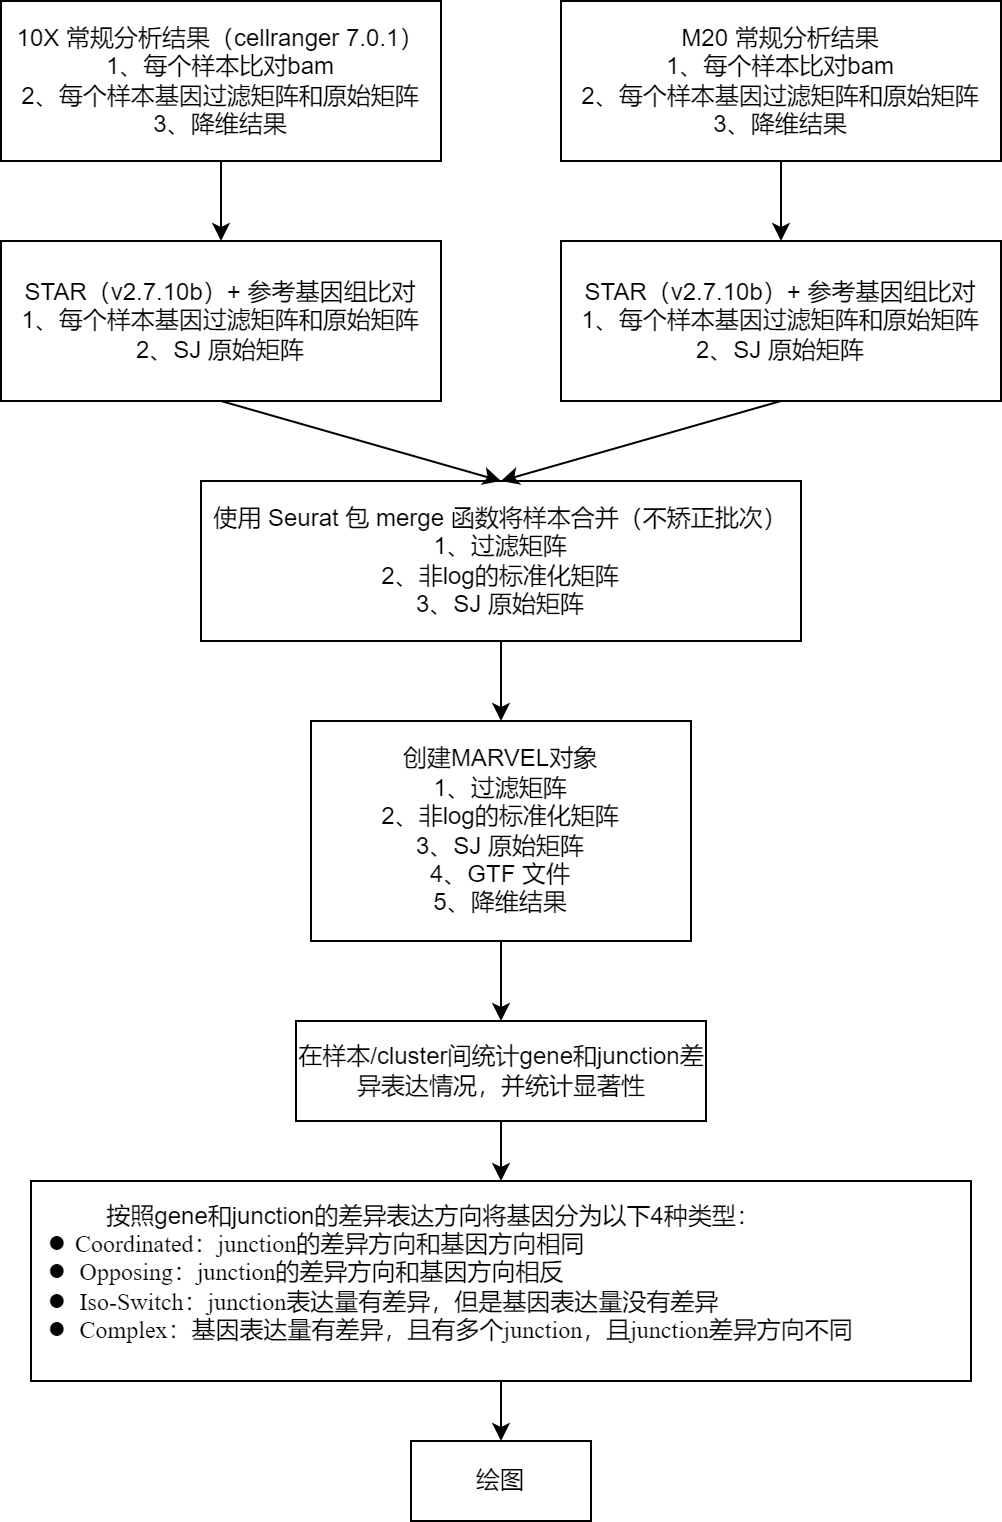 10X 常规分析结果（cellranger 7.0.1）
1、每个样本比对bam
2、每个样本基因过滤矩阵和原始矩阵
3、降维结果
M20 常规分析结果
1、每个样本比对bam
2、每个样本基因过滤矩阵和原始矩阵
3、降维结果
STAR（v2.7.10b）+ 参考基因组比对
1、每个样本基因过滤矩阵和原始矩阵
2、SJ 原始矩阵
STAR（v2.7.10b）+ 参考基因组比对
1、每个样本基因过滤矩阵和原始矩阵
2、SJ 原始矩阵
使用 Seurat 包 merge 函数将样本合并（不矫正批次）
1、过滤矩阵
2、非log的标准化矩阵
3、SJ 原始矩阵
创建MARVEL对象
1、过滤矩阵
2、非log的标准化矩阵
3、SJ 原始矩阵
4、GTF 文件
5、降维结果
在样本/cluster间统计gene和junction差
异表达情况，并统计显著性
按照gene和junction的差异表达方向将基因分为以下4种类型：
● Coordinated：junction的差异方向和基因方向相同
● Opposing：junction的差异方向和基因方向相反
● Iso-Switch：junction表达量有差异，但是基因表达量没有差异
● Complex：基因表达量有差异，且有多个junction，且junction差异方向不同
绘图